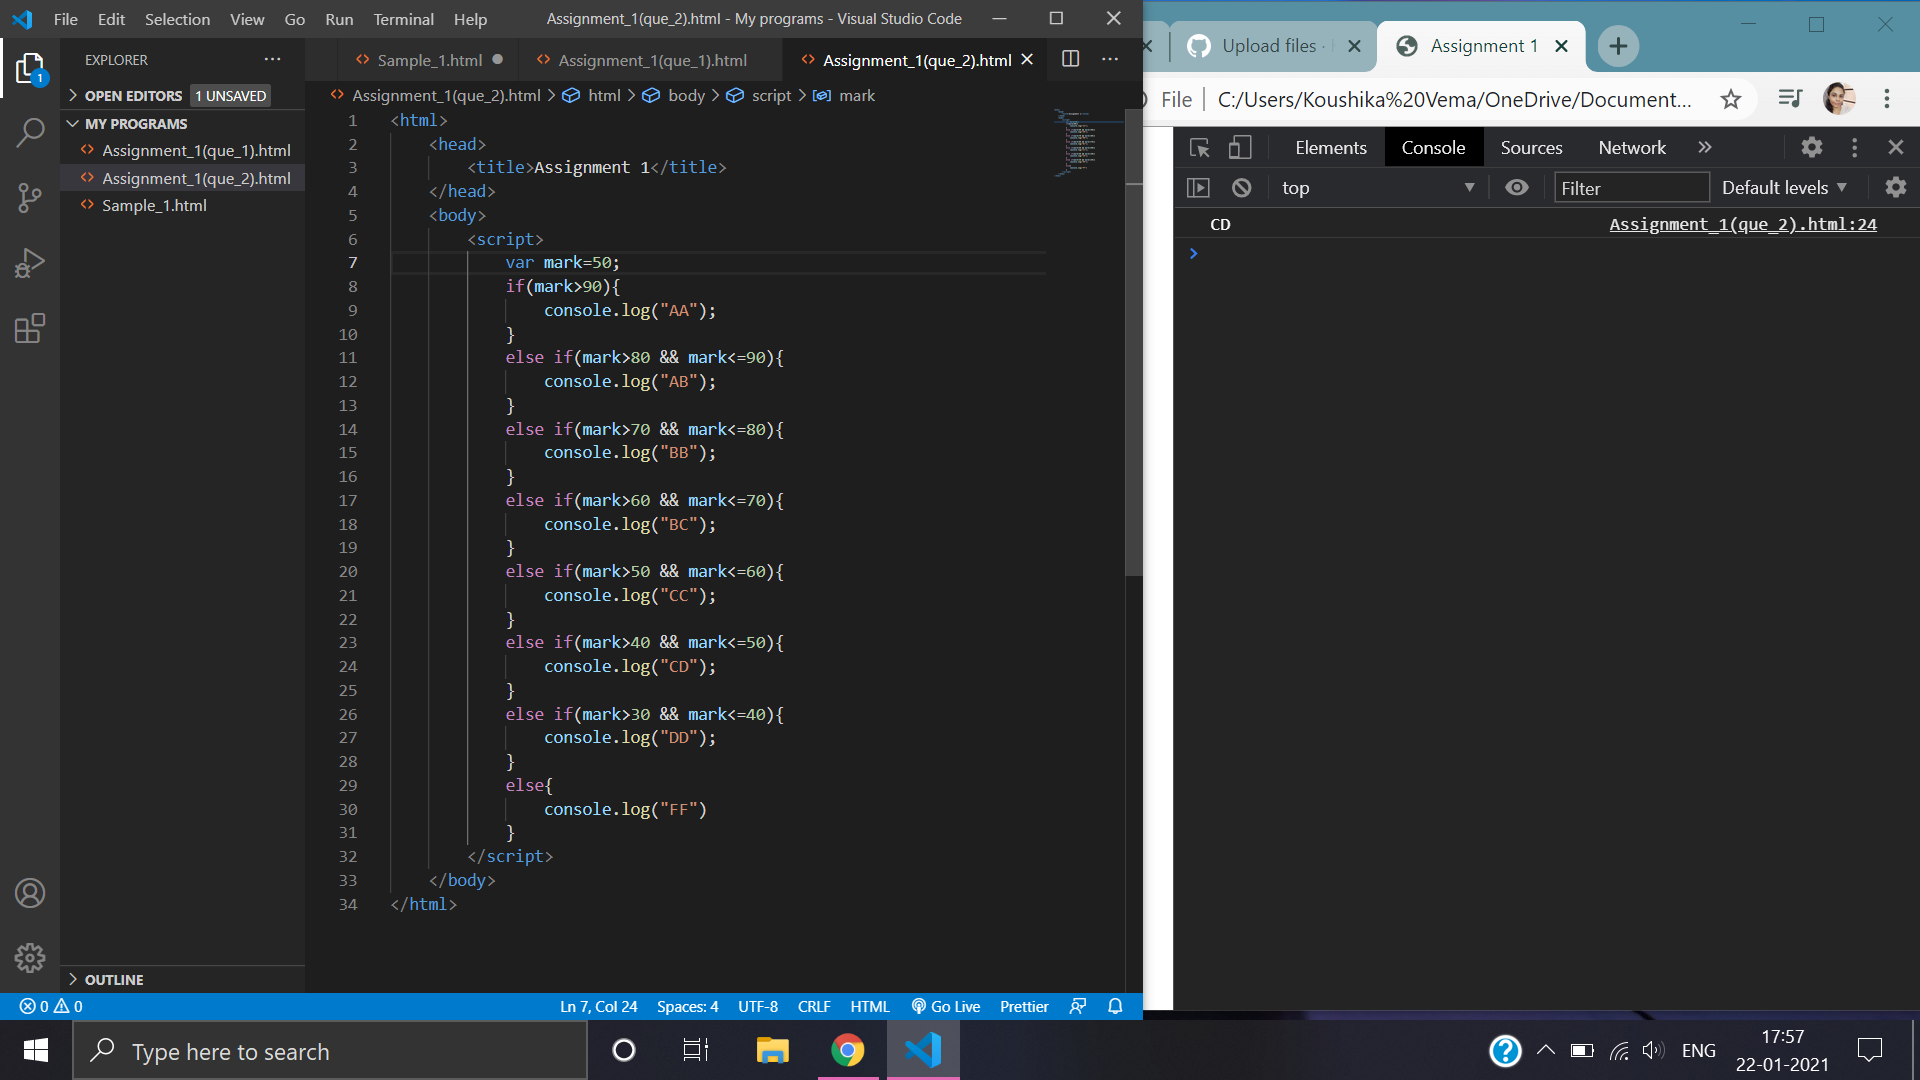 File Edit Selection View Go Run Terminal Help
Assignment_1(que_2).html - My programs - Visual Studio Code
EXPLORER
OPEN EDITORS 1 UNSAVED
MY PROGRAMS
Assignment_1(que_1).html
Assignment_1(que_2).html
Sample_1.html
OUTLINE
1
Sample_1.html
Assignment_1(que_1).html
Assignment_1(que_2).html
Assignment_1(que_2).html > html > body > script > mark
1 <html>
2 <head>
3 <title>Assignment 1</title>
4 </head>
5 <body>
6 <script>
7 var mark=50;
8 if(mark>90){
9 console.log("AA");
10 }
11 else if(mark>80 && mark<=90){
12 console.log("AB");
13 }
14 else if(mark>70 && mark<=80){
15 console.log("BB");
16 }
17 else if(mark>60 && mark<=70){
18 console.log("BC");
19 }
20 else if(mark>50 && mark<=60){
21 console.log("CC");
22 }
23 else if(mark>40 && mark<=50){
24 console.log("CD");
25 }
26 else if(mark>30 && mark<=40){
27 console.log("DD");
28 }
29 else{
30 console.log("FF")
31 }
32 </script>
33 </body>
34 </html>
0 0
Ln 7, Col 24 Spaces: 4 UTF-8 CRLF HTML Go Live Prettier
Upload files ·
Assignment 1
File C:/Users/Koushika%20Vema/OneDrive/Document...
Elements Console Sources Network
top Filter Default levels
CD Assignment_1(que_2).html:24
Type here to search
ENG
17:57
22-01-2021